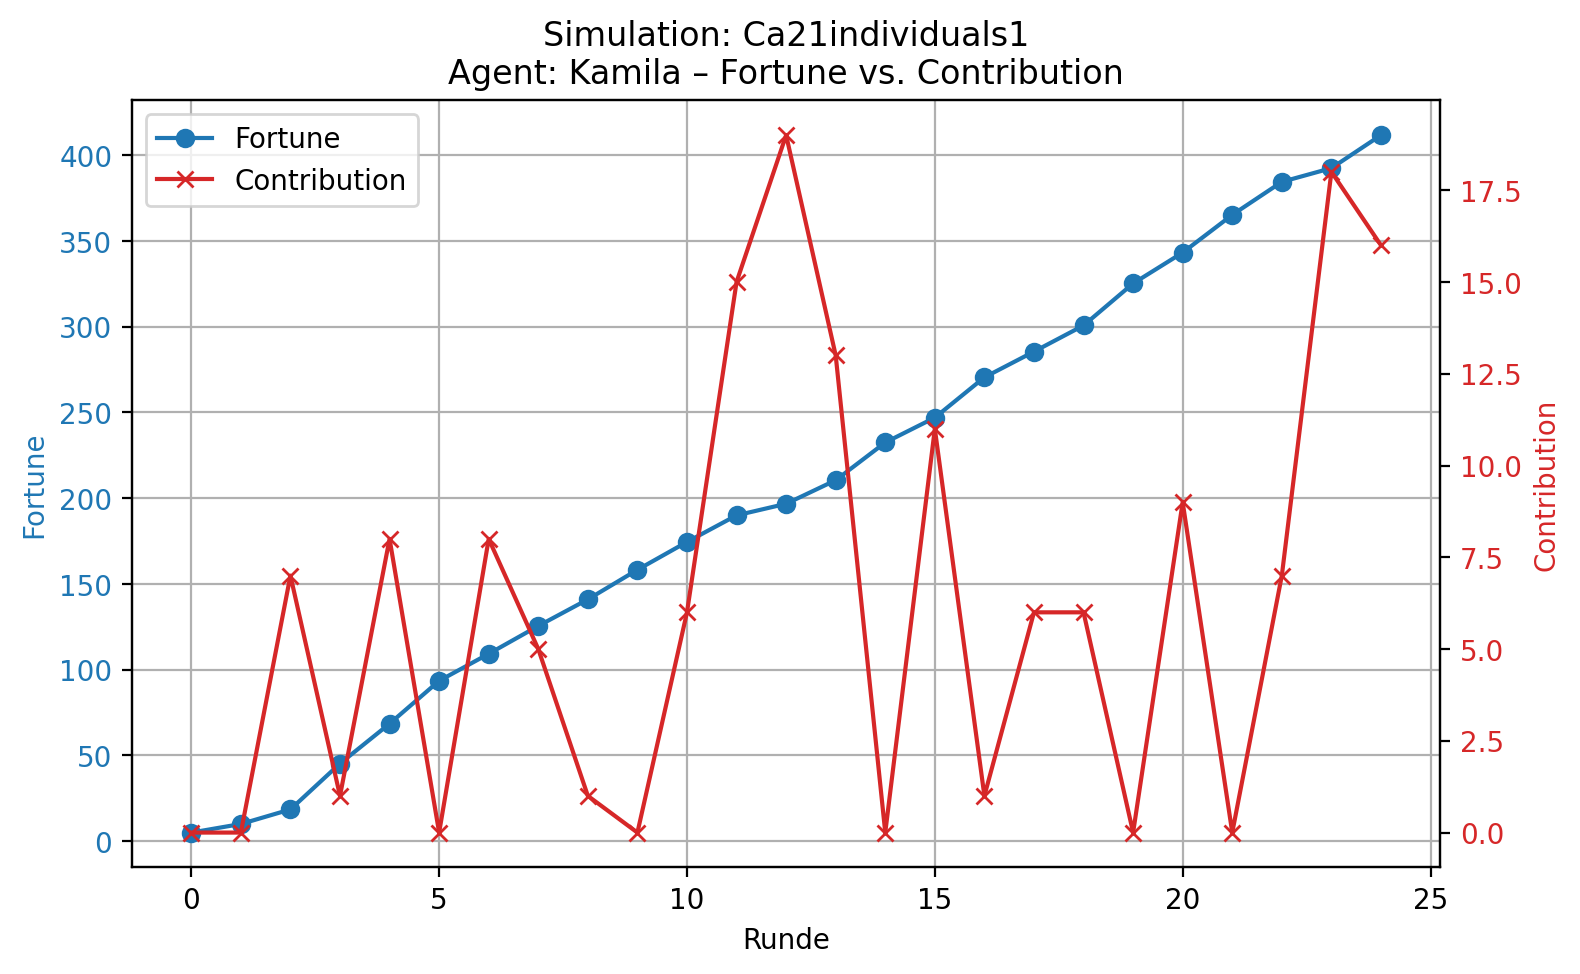 Simulation: Ca21individuals1
Agent: Kamila – Fortune vs. Contribution
Fortune
Contribution
400
350
300
250
200
150
100
50
0
Fortune
17.5
15.0
12.5
10.0
7.5
5.0
2.5
0.0
Contribution
0 5 10 15 20 25
Runde